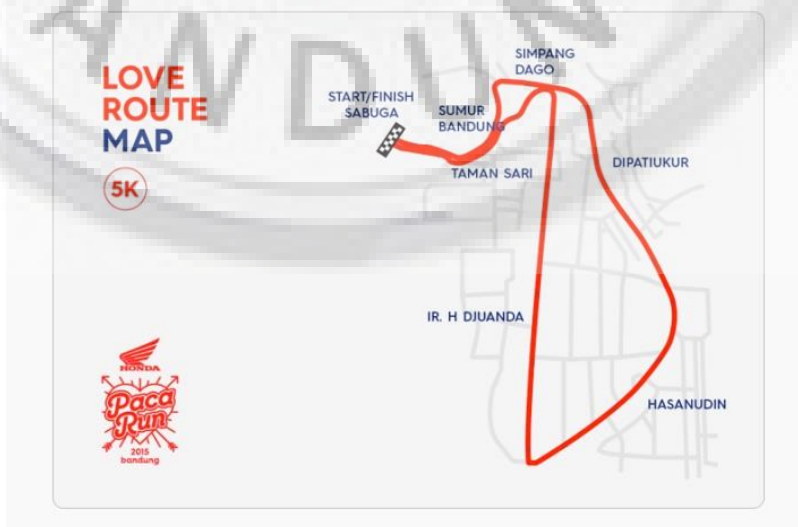 ANDUN
LOVE
ROUTE
MAP
5K
START/FINISH
SABUGA
SUMUR
BANDUNG
SIMPANG
DAGO
TAMAN SARI
DIPATIUKUR
IR. H DJUANDA
HASANUDIN
HONDA
Paca
Run
2015
bandung